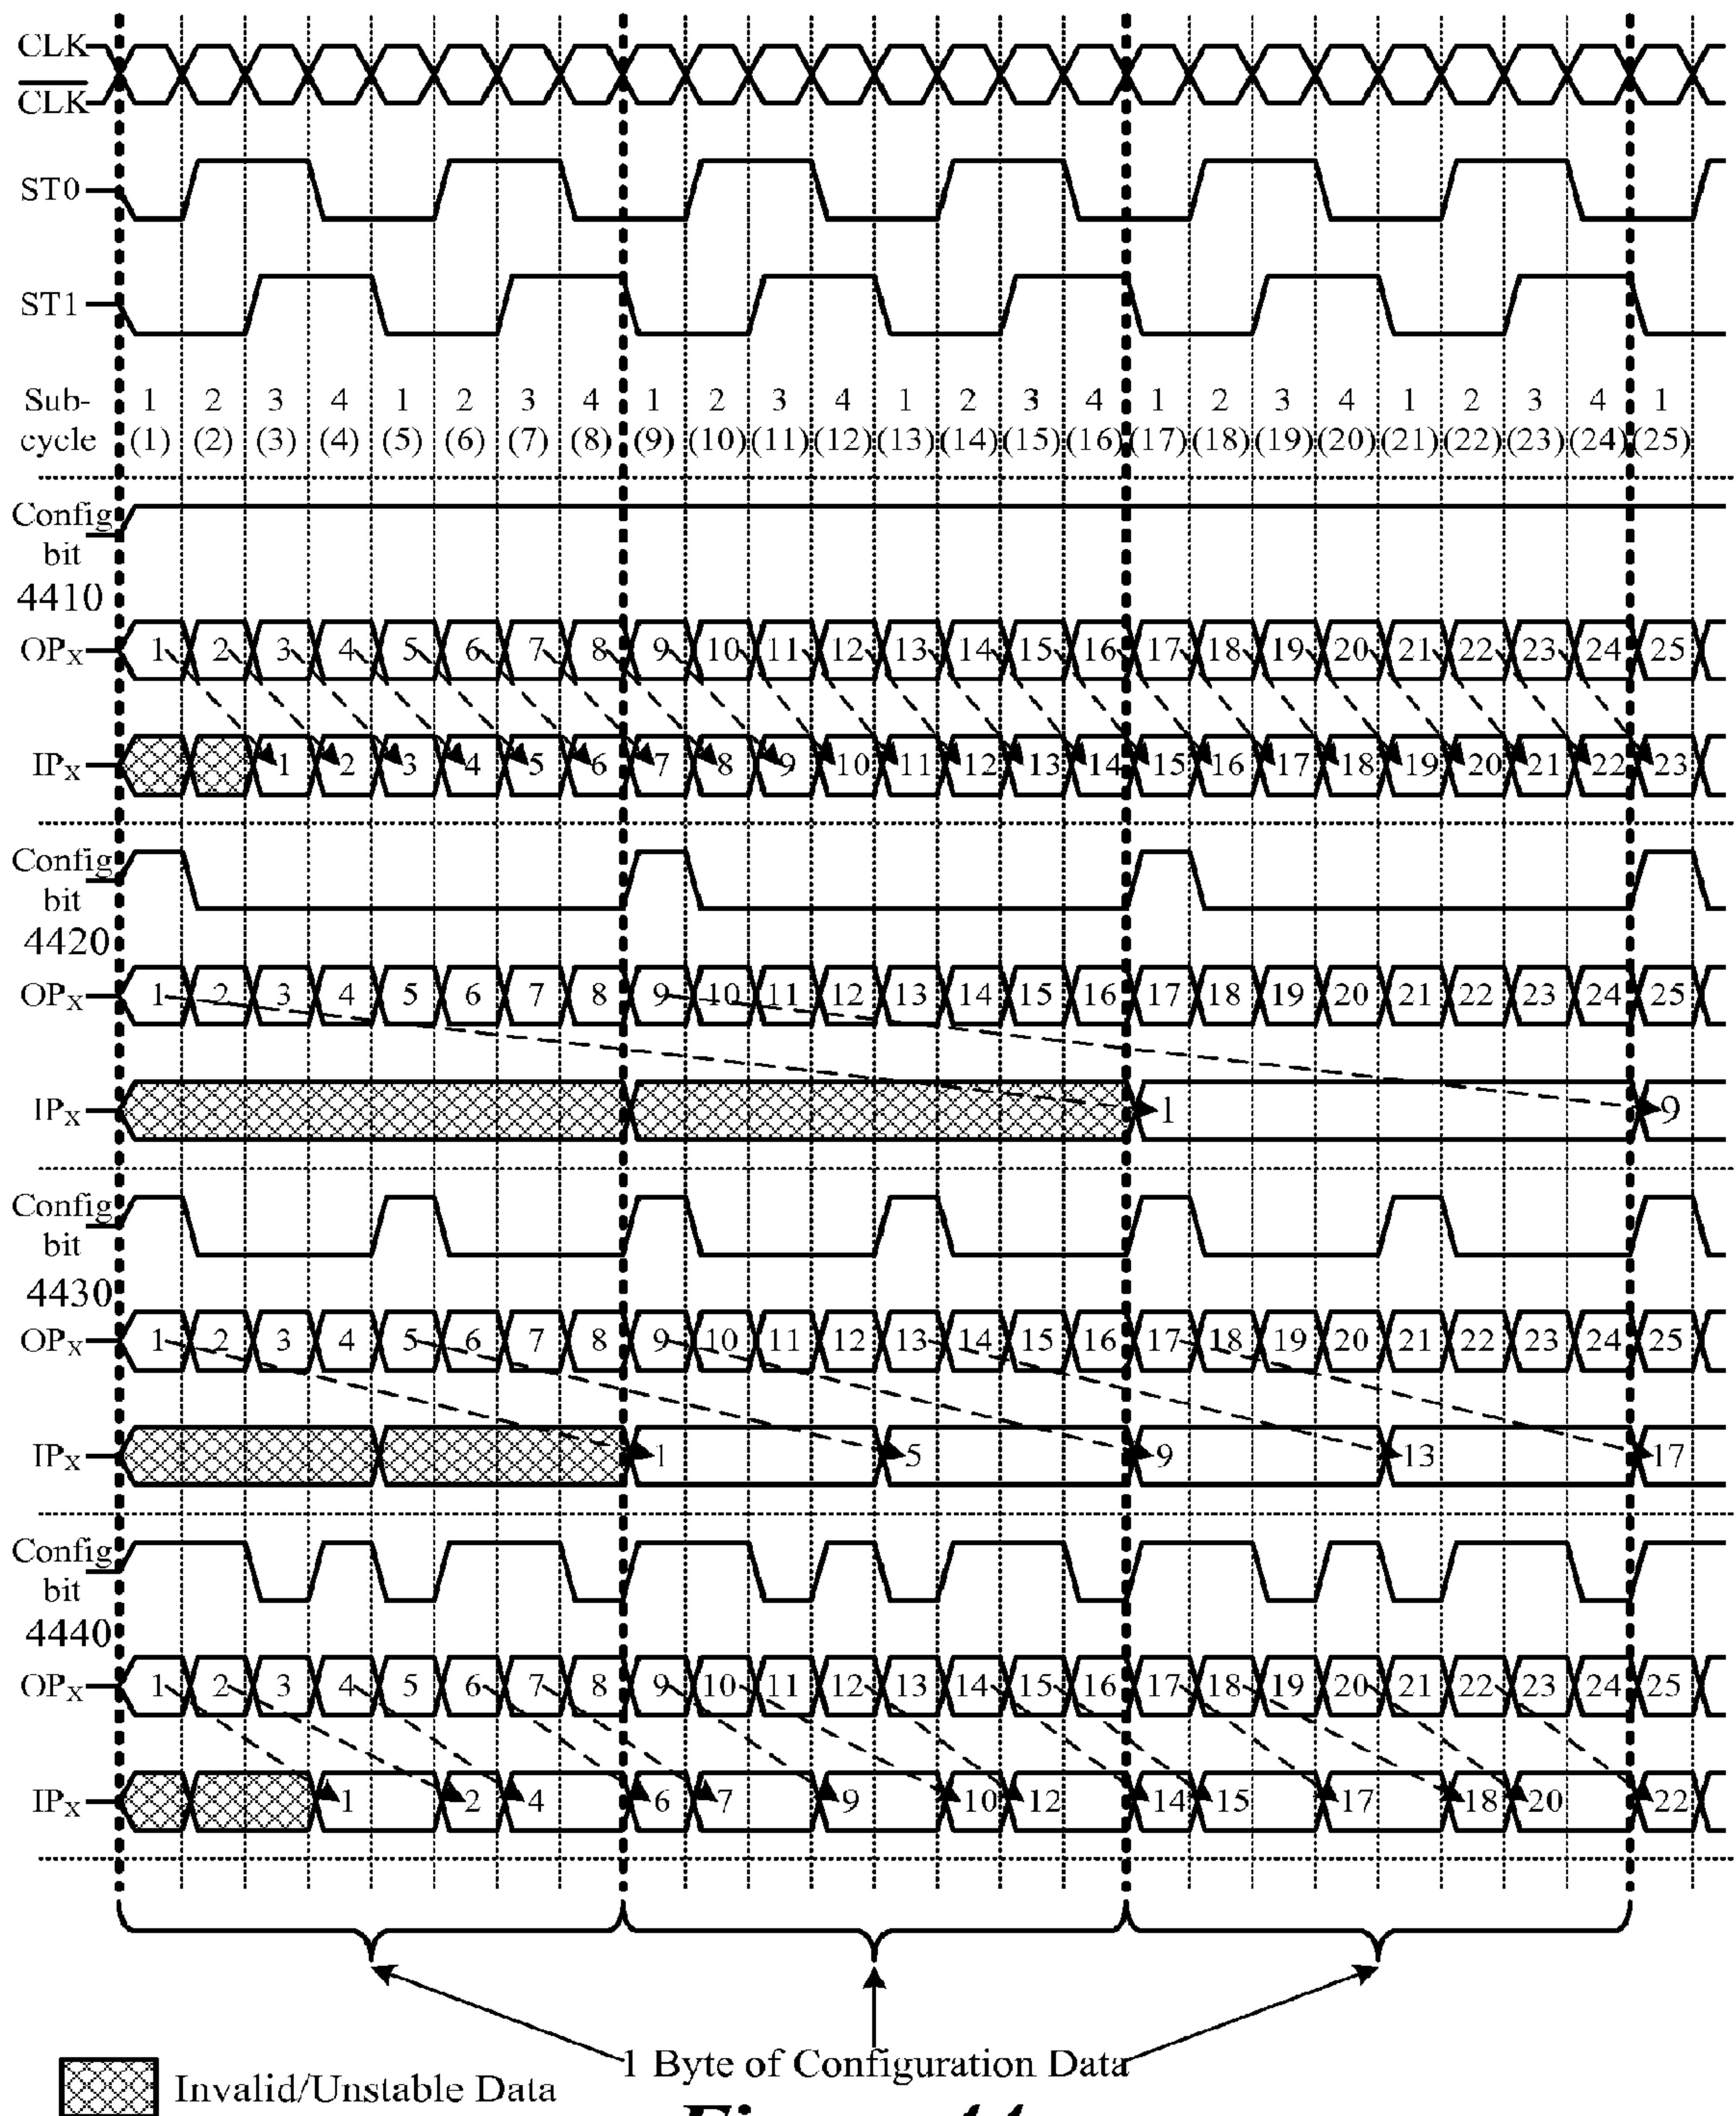 CLK
CLK
ST0
ST1
Sub-cycle
1 2 3 4 1 2 3 4 1 2 3 4 1 2 3 4 1 2 3 4 1 2 3 4 1
(1) (2) (3) (4) (5) (6) (7) (8) (9) (10) (11) (12) (13) (14) (15) (16) (17) (18) (19) (20) (21) (22) (23) (24) (25)
Config
bit
4410
OPX 1 2 3 4 5 6 7 8 9 10 11 12 13 14 15 16 17 18 19 20 21 22 23 24 25
IPX 1 2 3 4 5 6 7 8 9 10 11 12 13 14 15 16 17 18 19 20 21 22 23
Config
bit
4420
OPX 1 2 3 4 5 6 7 8 9 10 11 12 13 14 15 16 17 18 19 20 21 22 23 24 25
IPX 1 9
Config
bit
4430
OPX 1 2 3 4 5 6 7 8 9 10 11 12 13 14 15 16 17 18 19 20 21 22 23 24 25
IPX 1 5 9 13 17
Config
bit
4440
OPX 1 2 3 4 5 6 7 8 9 10 11 12 13 14 15 16 17 18 19 20 21 22 23 24 25
IPX 1 2 4 6 7 9 10 12 14 15 17 18 20 22
1 Byte of Configuration Data
Invalid/Unstable Data